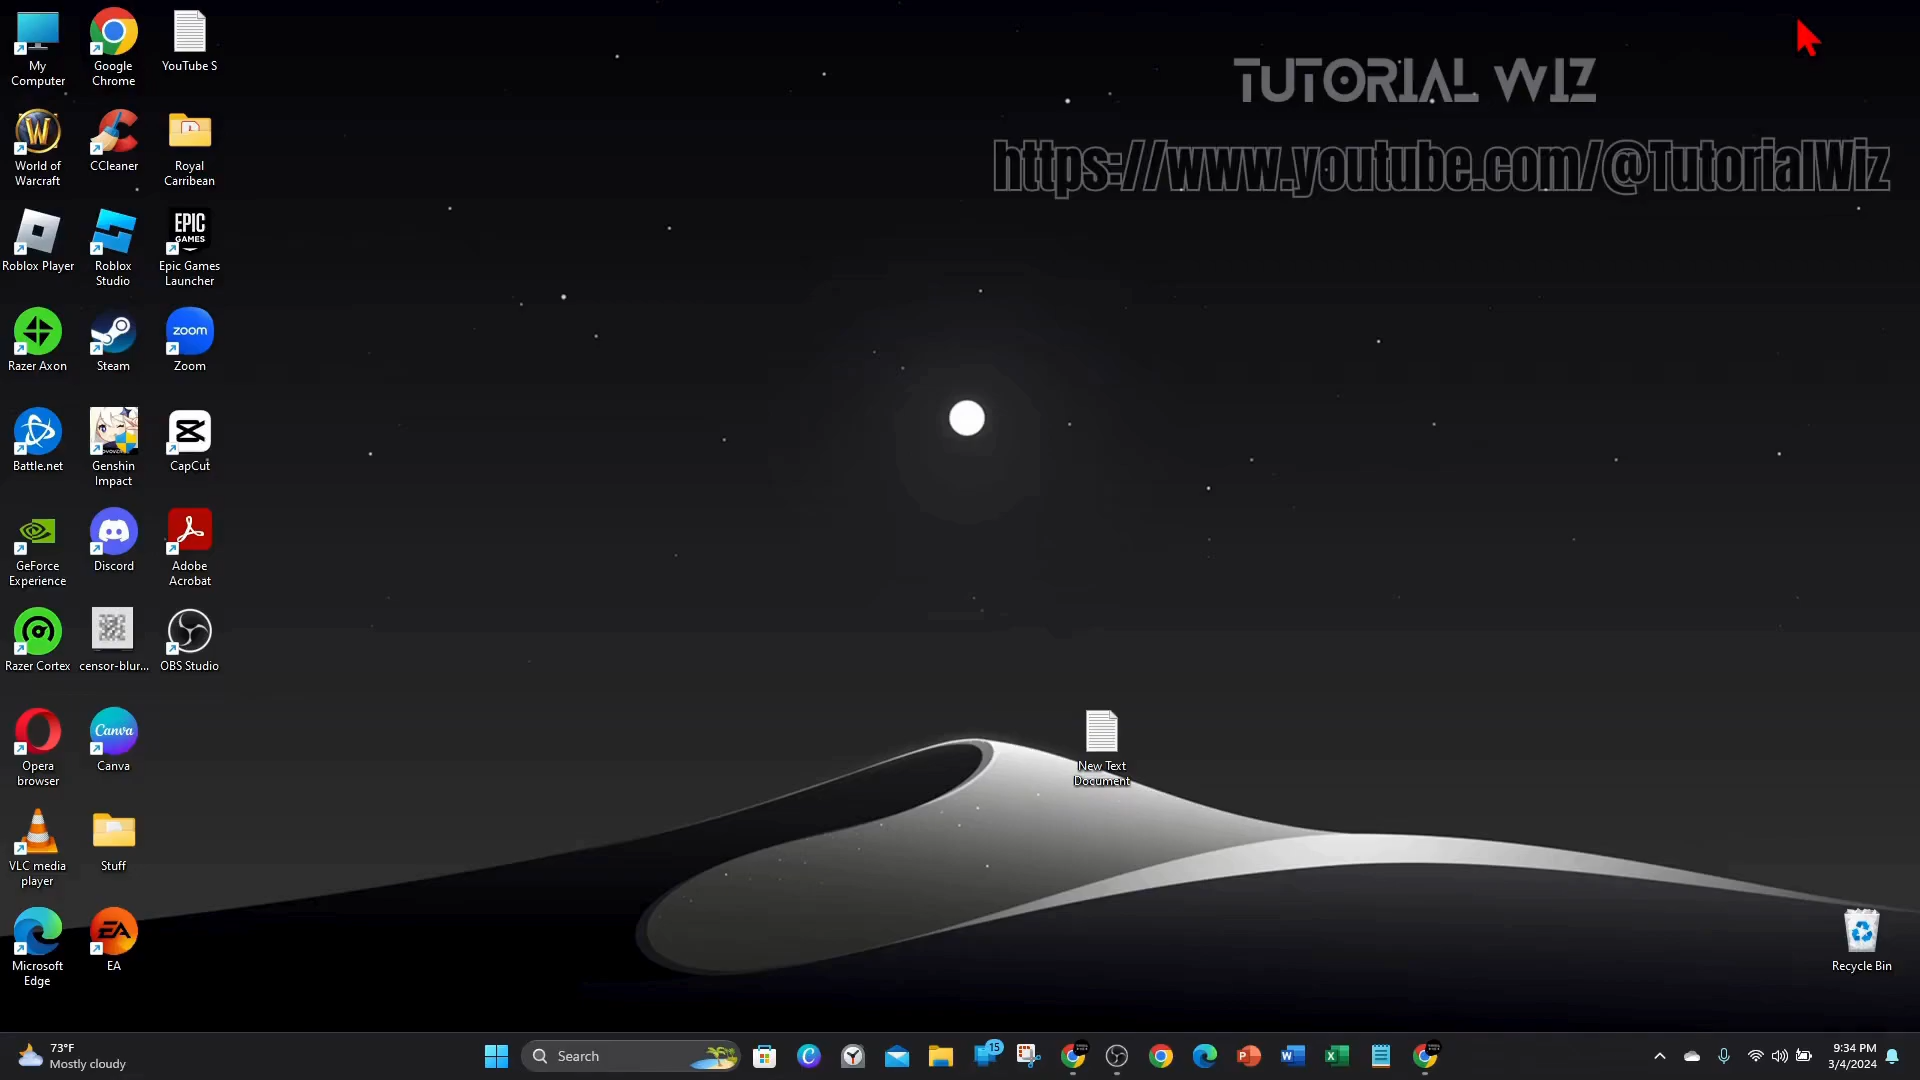 My
Computer
Google
Chrome
YouTube S
TUTORIAL WIZ
https://www.youtube.com/@TutorialWiz
World of
Warcraft
CCleaner
Royal
Carribean
Roblox Player
Roblox
Studio
EPIC
GAMES
Epic Games
Launcher
Razer Axon
Steam
zoom
Zoom
Battle.net
Genshin
Impact
CapCut
GeForce
Experience
Discord
Adobe
Acrobat
Razer Cortex
censor-blur...
OBS Studio
Opera
browser
Canva
Canva
New Text
Document
VLC media
player
Stuff
Microsoft
Edge
EA
EA
Recycle Bin
73°F
Mostly cloudy
Search
15
9:34 PM
3/4/2024